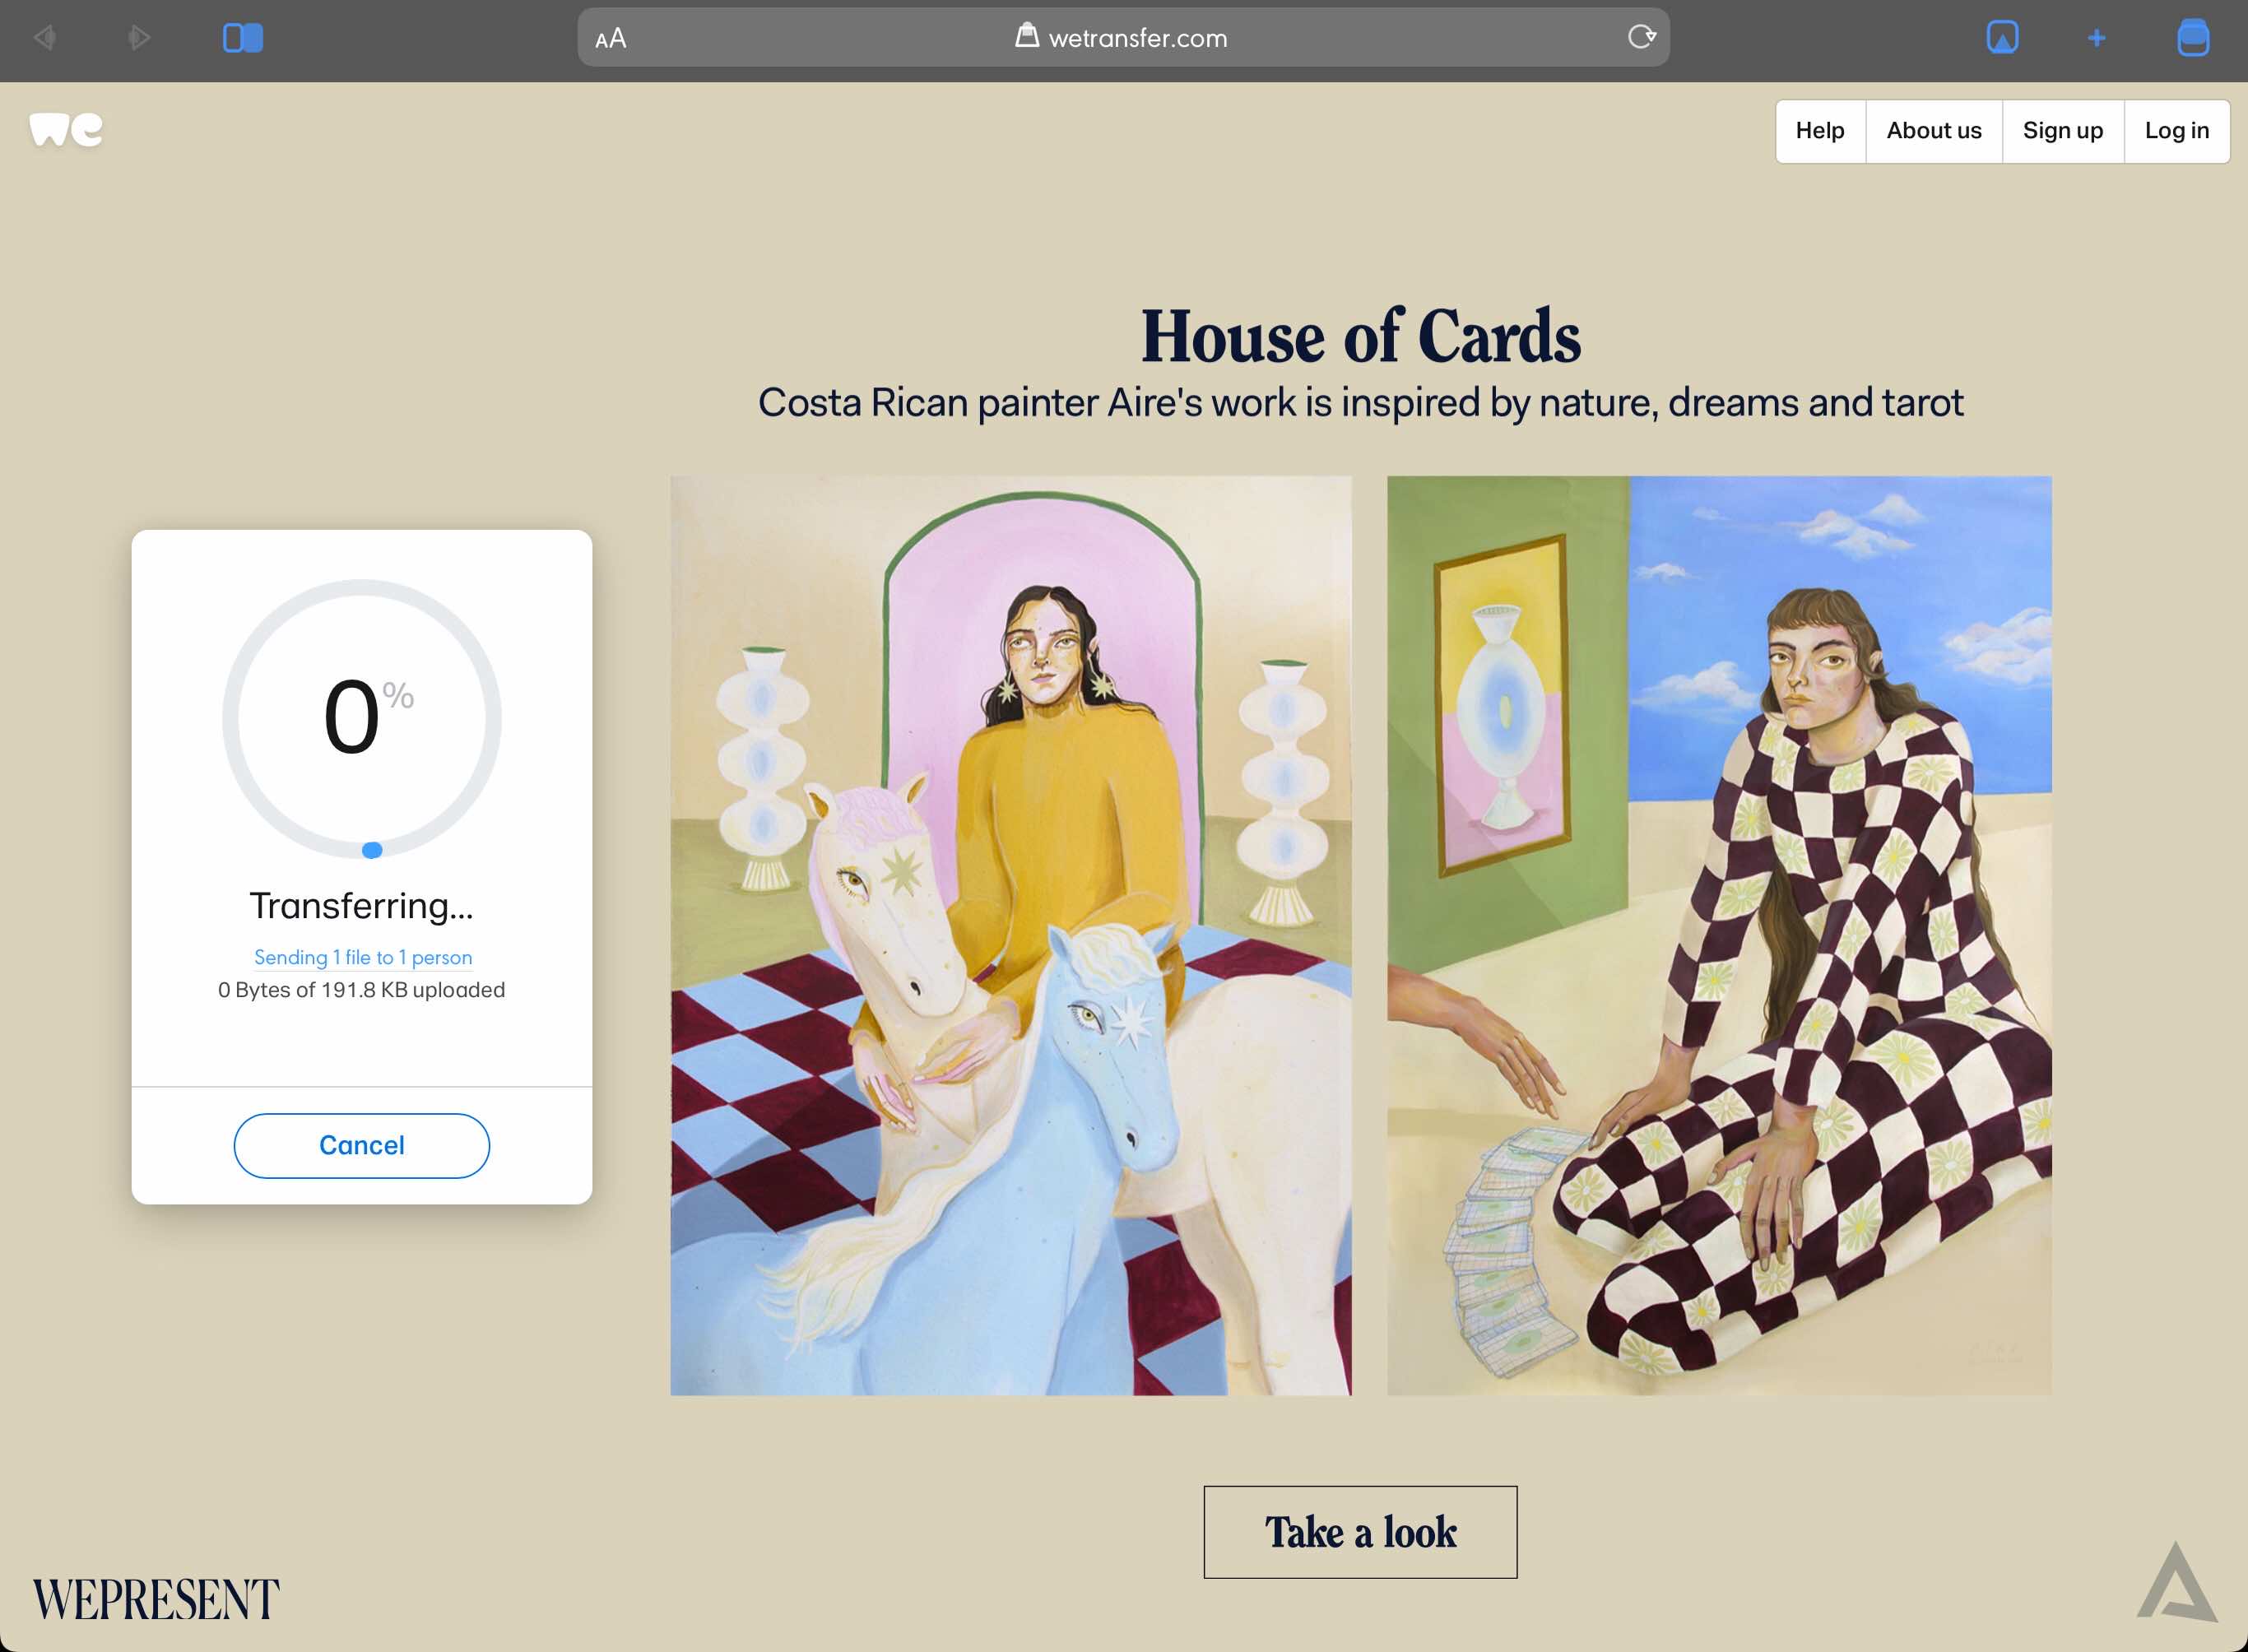 AA
wetransfer.com
we
Help
About us
Sign up
Log in
House of Cards
Costa Rican painter Aire's work is inspired by nature, dreams and tarot
0%
Transferring...
Sending 1 file to 1 person
0 Bytes of 191.8 KB uploaded
Cancel
Take a look
WEPRESENT